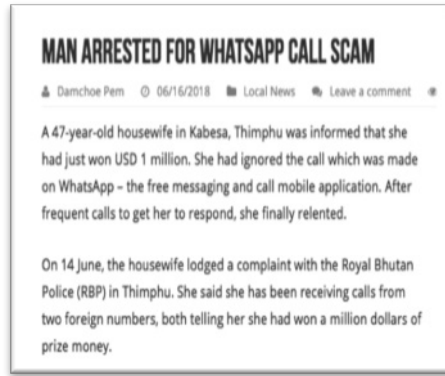 MAN ARRESTED FOR WHATSAPP CALL SCAM
Damchoe Pem 06/16/2018 Local News Leave a comment
A 47-year-old housewife in Kabesa, Thimphu was informed that she
had just won USD 1 million. She had ignored the call which was made
on WhatsApp – the free messaging and call mobile application. After
frequent calls to get her to respond, she finally relented.
On 14 June, the housewife lodged a complaint with the Royal Bhutan
Police (RBP) in Thimphu. She said she has been receiving calls from
two foreign numbers, both telling her she had won a million dollars of
prize money.